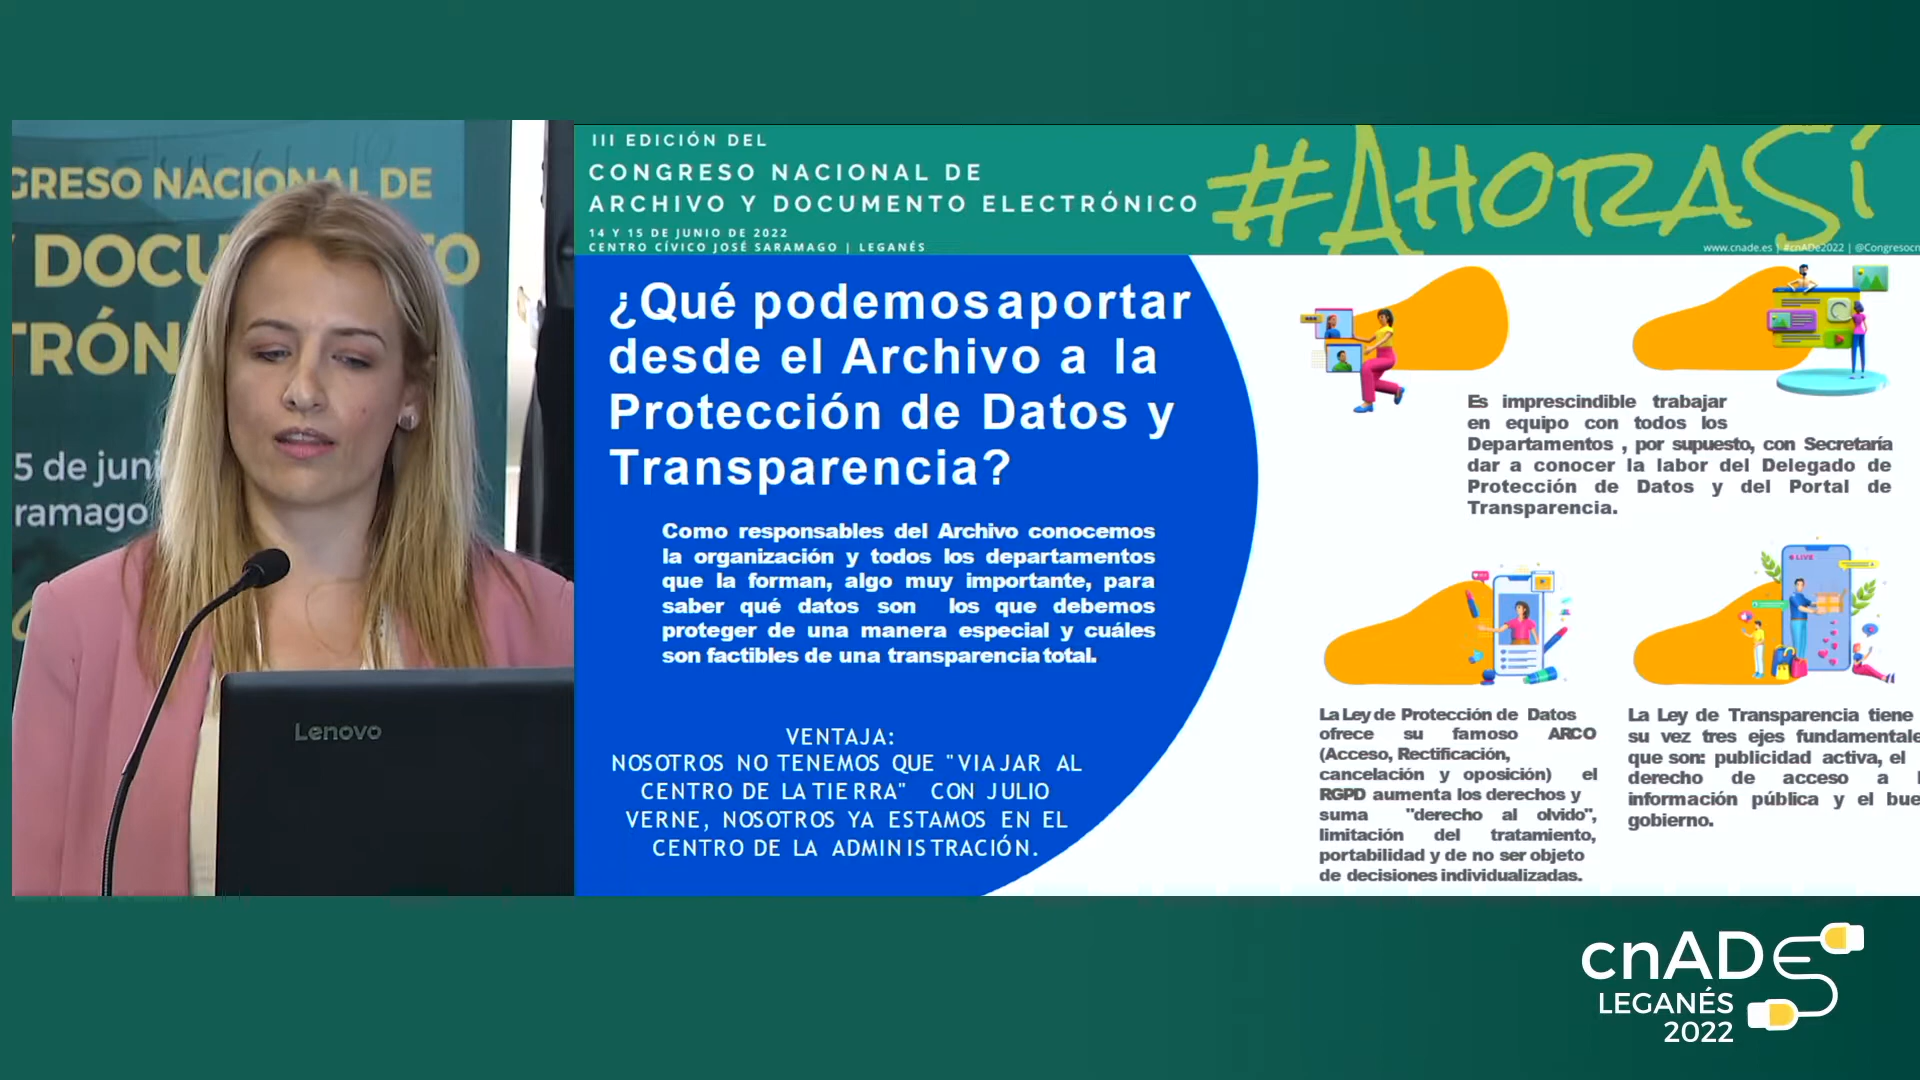 GRESO NACIONAL DE
DOCU
TO
TRÓN
5 de juni
ramago
Lenovo
III EDICIÓN DEL
CONGRESO NACIONAL DE
ARCHIVO Y DOCUMENTO ELECTRÓNICO
14 Y 15 DE JUNIO DE 2022
CENTRO CÍVICO JOSÉ SARAMAGO | LEGANÉS
#AHORASÍ
www.cnade.es | #cnADe2022 | @Congresocn
¿Qué podemos aportar
desde el Archivo a la
Protección de Datos y
Transparencia?
Como responsables del Archivo conocemos
la organización y todos los departamentos
que la forman, algo muy importante, para
saber qué datos son los que debemos
proteger de una manera especial y cuáles
son factibles de una transparencia total.
VENTAJA:
NOSOTROS NO TENEMOS QUE "VIAJAR AL
CENTRO DE LA TIERRA" CON JULIO
VERNE, NOSOTROS YA ESTAMOS EN EL
CENTRO DE LA ADMINISTRACIÓN.
Es imprescindible trabajar
en equipo con todos los
Departamentos , por supuesto, con Secretaría
dar a conocer la labor del Delegado de
Protección de Datos y del Portal de
Transparencia.
LIVE
La Ley de Protección de Datos
ofrece su famoso ARCO
(Acceso, Rectificación,
cancelación y oposición) el
RGPD aumenta los derechos y
suma "derecho al olvido",
limitación del tratamiento,
portabilidad y de no ser objeto
de decisiones individualizadas.
La Ley de Transparencia tiene
su vez tres ejes fundamentale
que son: publicidad activa, el
derecho de acceso a l
información pública y el bue
gobierno.
cnADe
LEGANÉS
2022